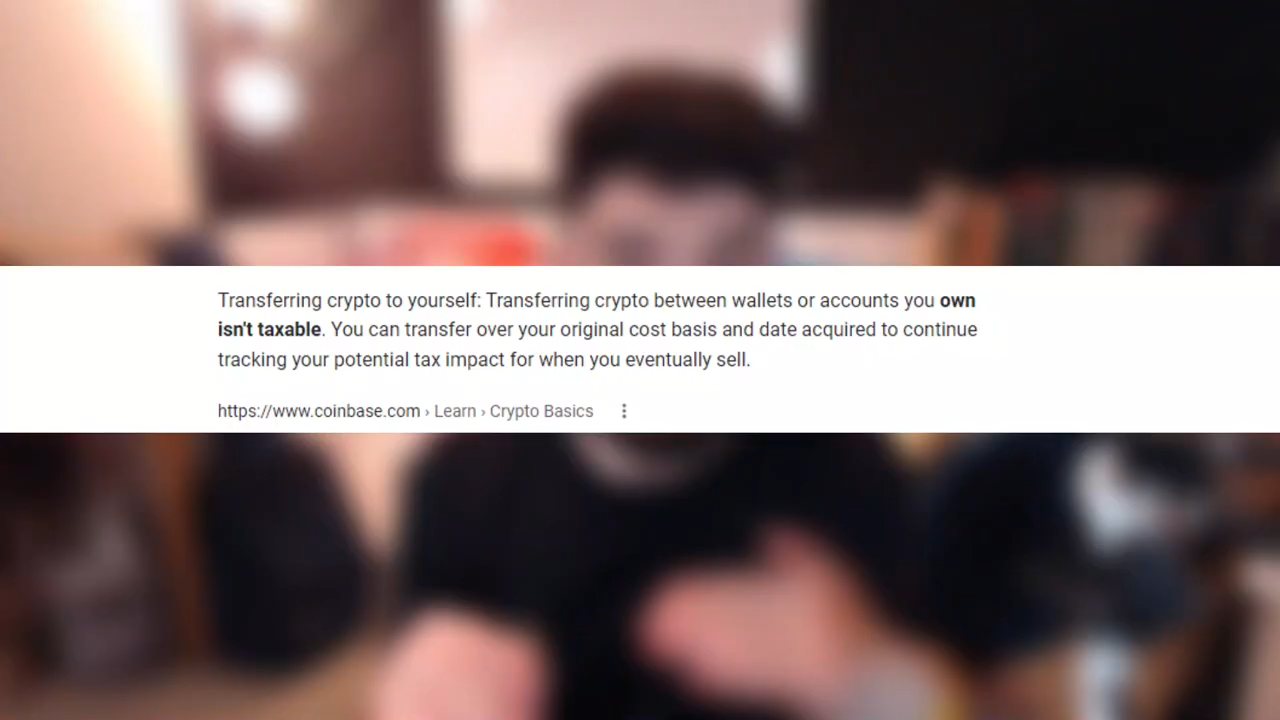 Transferring crypto to yourself: Transferring crypto between wallets or accounts you own
isn't taxable. You can transfer over your original cost basis and date acquired to continue
tracking your potential tax impact for when you eventually sell.
https://www.coinbase.com › Learn › Crypto Basics